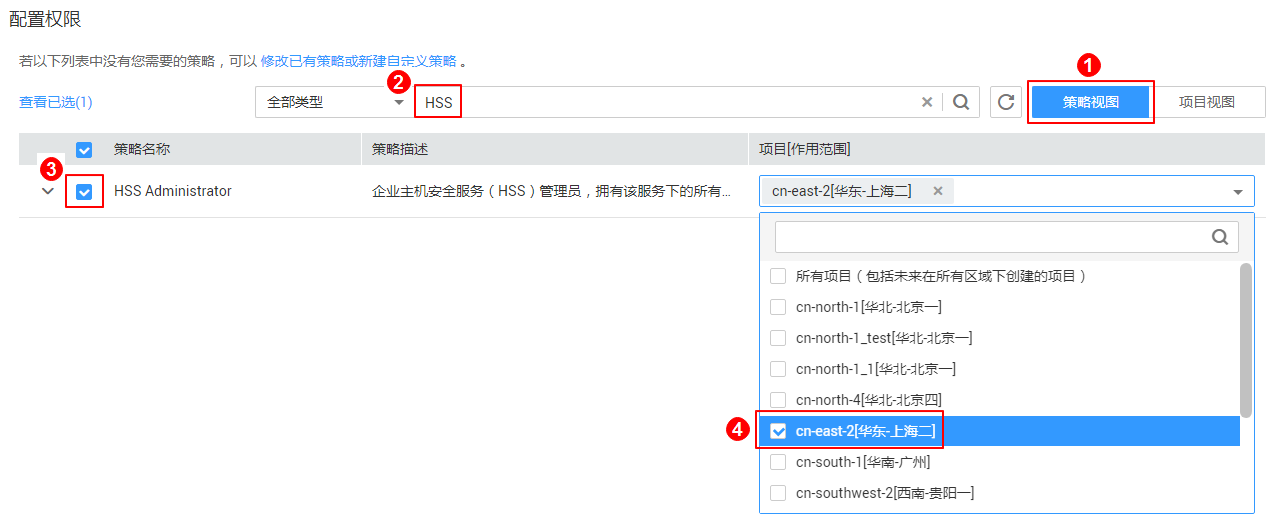 配置权限
若以下列表中没有您需要的策略，可以 修改已有策略或新建自定义策略 。
1
2
查看已选(1)
全部类型
HSS
策略视图
项目视图
策略名称
策略描述
项目[作用范围]
3
HSS Administrator
企业主机安全服务（HSS）管理员，拥有该服务下的所有...
cn-east-2[华东-上海二]
所有项目（包括未来在所有区域下创建的项目）
cn-north-1[华北-北京一]
cn-north-1_test[华北-北京一]
cn-north-1_1[华北-北京一]
cn-north-4[华北-北京四]
4
cn-east-2[华东-上海二]
cn-south-1[华南-广州]
cn-southwest-2[西南-贵阳一]